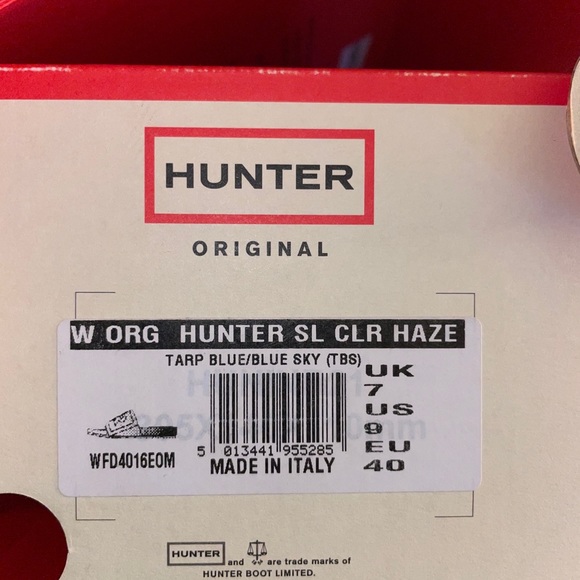 HUNTER
ORIGINAL
W ORG HUNTER SL CLR HAZE
TARP BLUE/BLUE SKY (TBS)
UK
7
US
9
EU
40
WFD4016EOM
5 013441 955285
MADE IN ITALY
HUNTER and are trade marks of
HUNTER BOOT LIMITED.